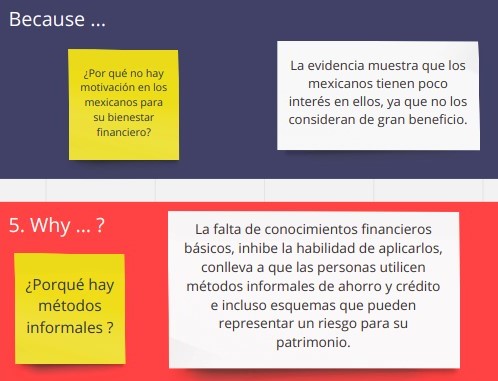 Because ...
¿Por qué no hay
motivación en los
mexicanos para
su bienestar
financiero?
La evidencia muestra que los
mexicanos tienen poco
interés en ellos, ya que no los
consideran de gran beneficio.
5. Why ... ?
¿Porqué hay
métodos
informales ?
La falta de conocimientos financieros
básicos, inhibe la habilidad de aplicarlos,
conlleva a que las personas utilicen
métodos informales de ahorro y crédito
e incluso esquemas que pueden
representar un riesgo para su
patrimonio.